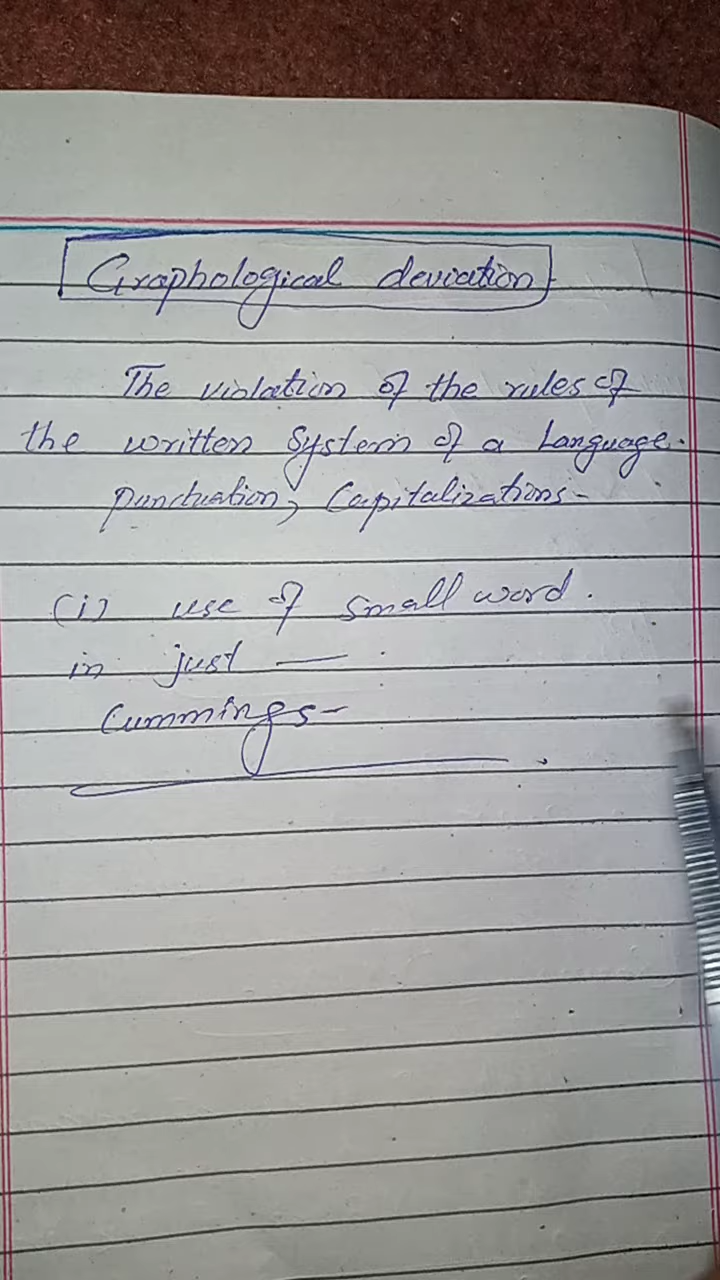 Graphological deviation
The violation of the rules of
the written System of a Language.
punctuation, Capitalizations-
(i) use of small word.
in just — .
Cummings-